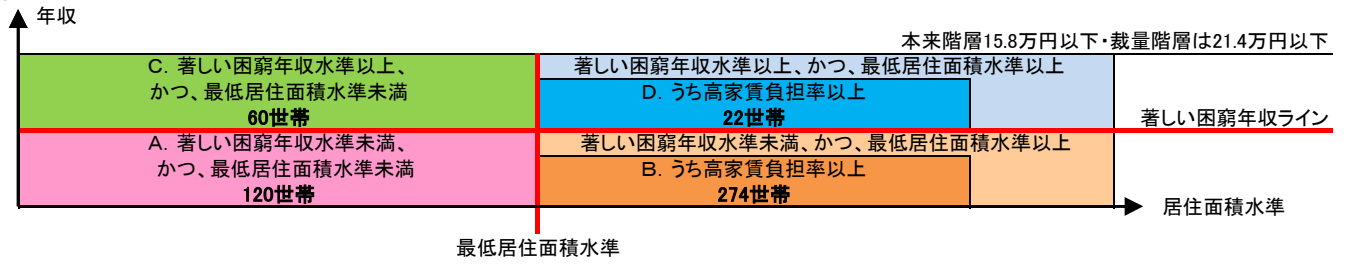 年収
本来階層15.8万円以下・裁量階層は21.4万円以下
C．著しい困窮年収水準以上、
かつ、最低居住面積水準未満
60世帯
著しい困窮年収水準以上、かつ、最低居住面積水準以上
D．うち高家賃負担率以上
22世帯
著しい困窮年収ライン
A．著しい困窮年収水準未満、
かつ、最低居住面積水準未満
120世帯
著しい困窮年収水準未満、かつ、最低居住面積水準以上
B．うち高家賃負担率以上
274世帯
居住面積水準
最低居住面積水準